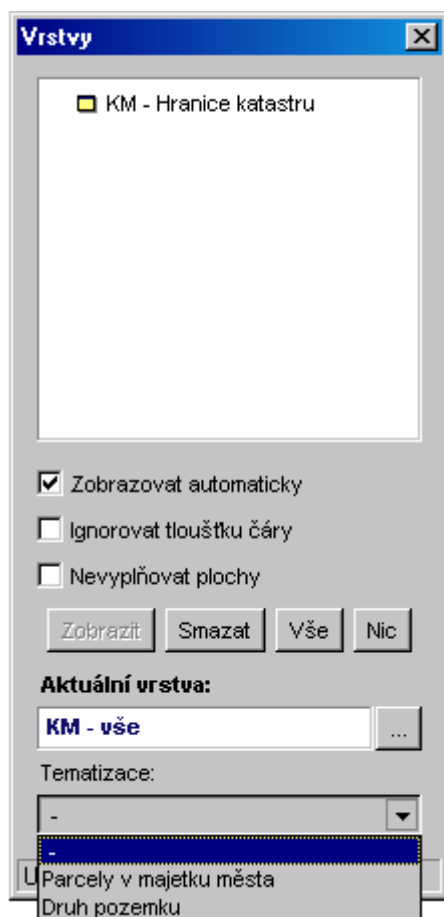 Vrstvy
KM - Hranice katastru
Zobrazovat automaticky
Ignorovat tloušťku čáry
Nevyplňovat plochy
Zobrazit Smazat Vše Nic
Aktuální vrstva:
KM - vše ...
Tematizace:
-
-
Parcely v majetku města
Druh pozemku